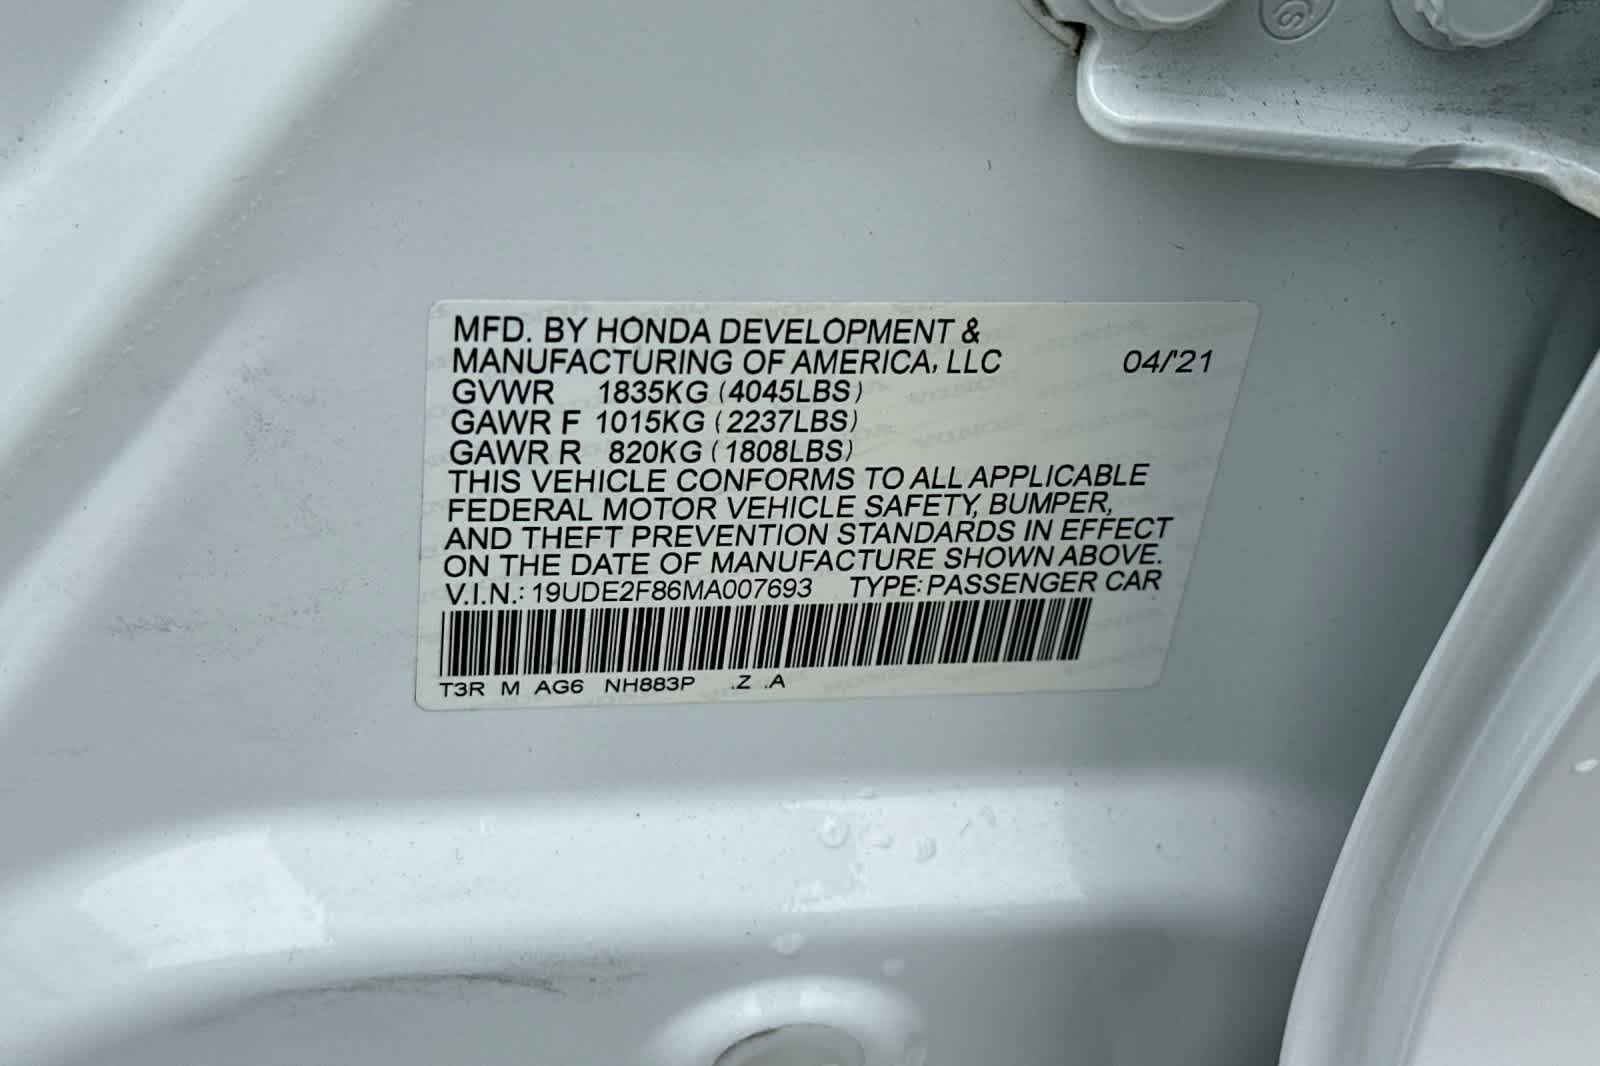 MFD. BY HONDA DEVELOPMENT &
MANUFACTURING OF AMERICA, LLC 04/'21
GVWR 1835KG (4045LBS)
GAWR F 1015KG (2237LBS)
GAWR R 820KG (1808LBS)
THIS VEHICLE CONFORMS TO ALL APPLICABLE
FEDERAL MOTOR VEHICLE SAFETY, BUMPER,
AND THEFT PREVENTION STANDARDS IN EFFECT
ON THE DATE OF MANUFACTURE SHOWN ABOVE.
V.I.N.: 19UDE2F86MA007693 TYPE: PASSENGER CAR
T3R M AG6 NH883P .Z .A